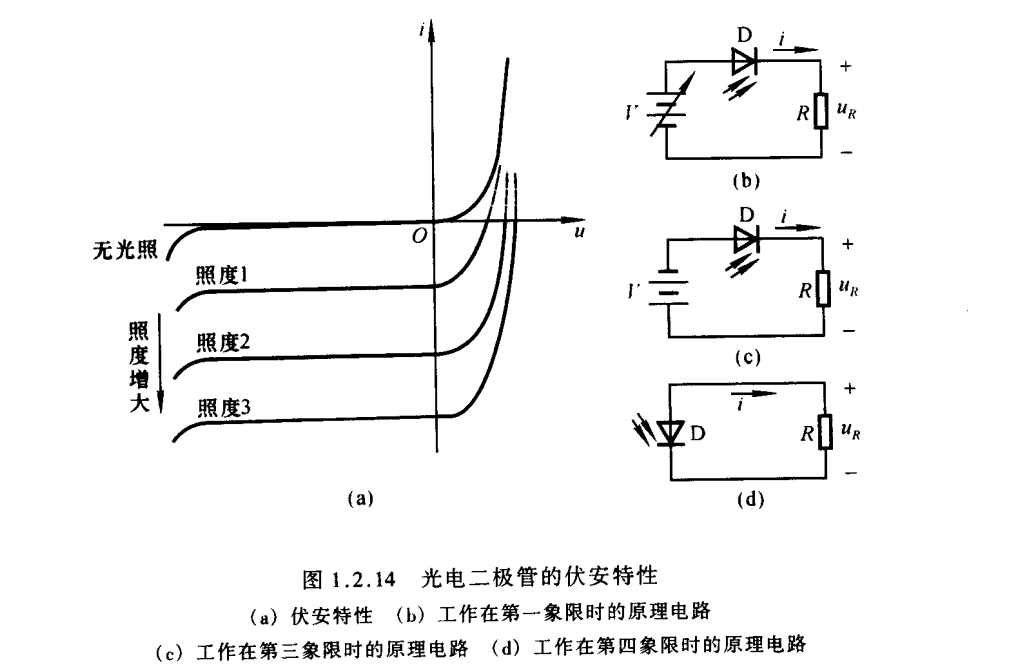 i
O
u
无光照
照度1
照度2
照度3
照度增大
(a)
D
i
V
R
+
uR
−
(b)
D
i
V
R
+
uR
−
(c)
i
D
R
+
uR
−
(d)
图 1.2.14 光电二极管的伏安特性
(a) 伏安特性 (b) 工作在第一象限时的原理电路
(c) 工作在第三象限时的原理电路 (d) 工作在第四象限时的原理电路